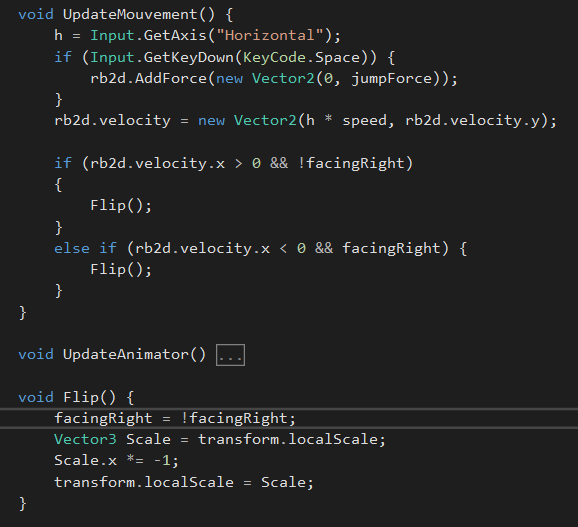 void UpdateMouvement() {
    h = Input.GetAxis("Horizontal");
    if (Input.GetKeyDown(KeyCode.Space)) {
        rb2d.AddForce(new Vector2(0, jumpForce));
    }
    rb2d.velocity = new Vector2(h * speed, rb2d.velocity.y);

    if (rb2d.velocity.x > 0 && !facingRight)
    {
        Flip();
    }
    else if (rb2d.velocity.x < 0 && facingRight) {
        Flip();
    }
}

void UpdateAnimator() ...

void Flip() {
    facingRight = !facingRight;
    Vector3 Scale = transform.localScale;
    Scale.x *= -1;
    transform.localScale = Scale;
}